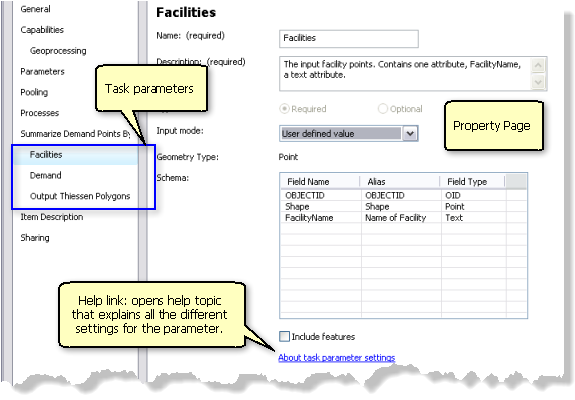 General
Capabilities
Geoprocessing
Parameters
Pooling
Processes
Summarize Demand Points By
Facilities
Demand
Output Thiessen Polygons
Item Description
Sharing
Task parameters
Facilities
Name: (required)
Facilities
Description: (required)
The input facility points. Contains one attribute, FacilityName,
a text attribute.
Required
Optional
Input mode:
User defined value
Property Page
Geometry Type:
Point
Schema:
Field Name Alias Field Type
OBJECTID OBJECTID OID
Shape Shape Point
FacilityName Name of Facility Text
Help link: opens help topic
that explains all the different
settings for the parameter.
Include features
About task parameter settings